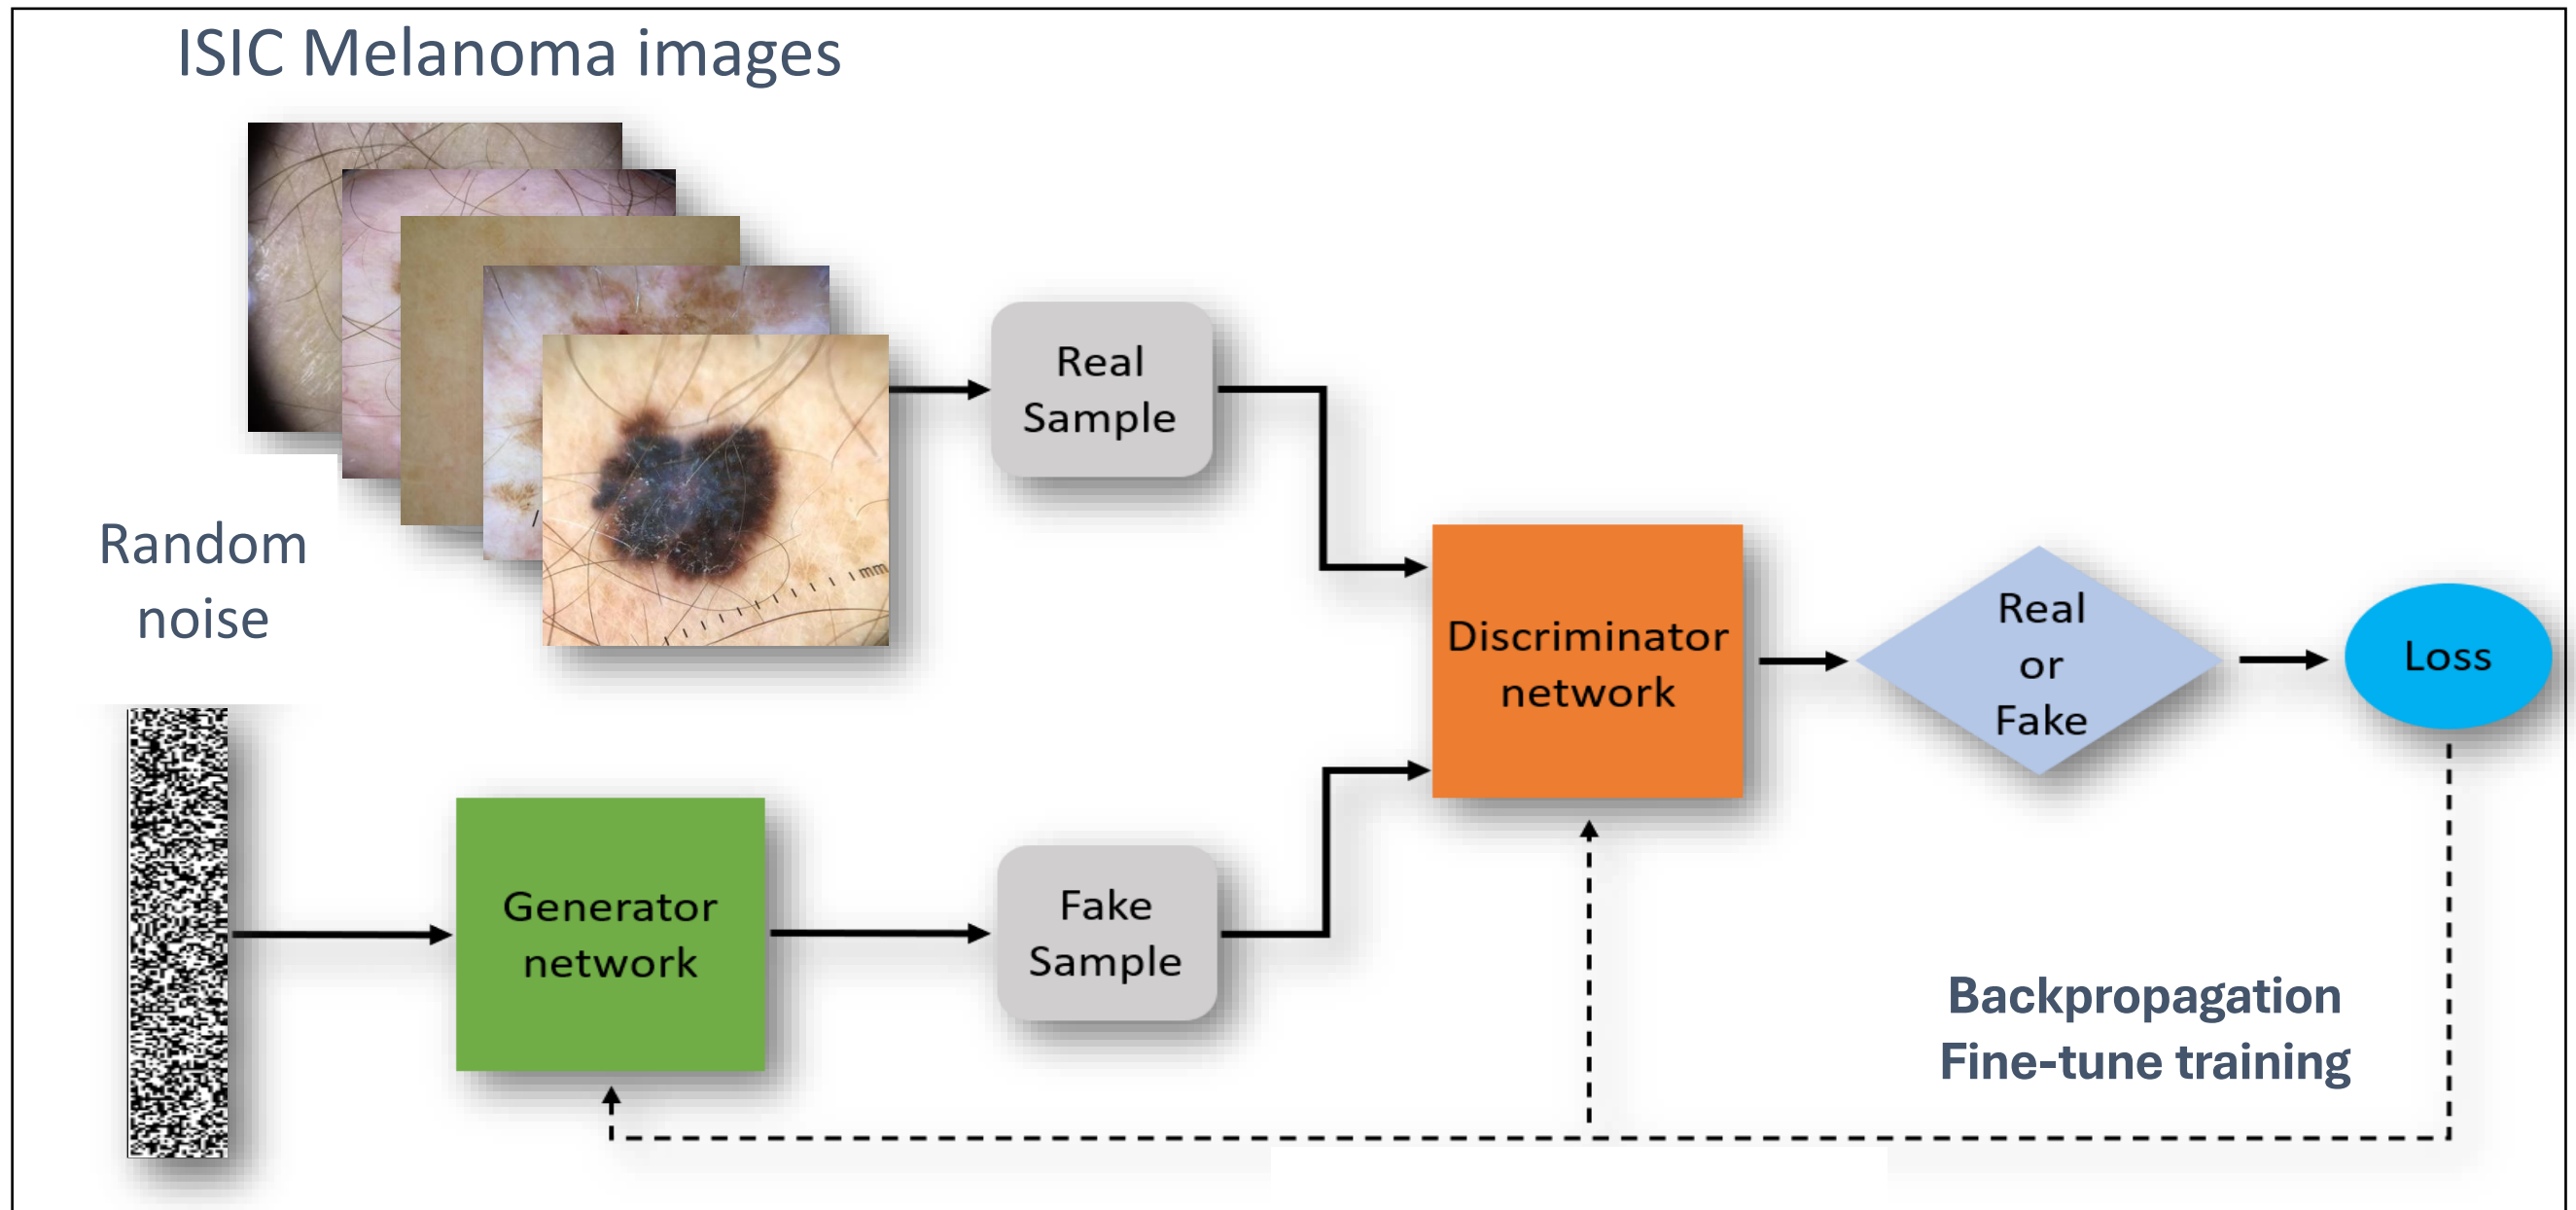 ISIC Melanoma images
Real
Sample
Random
noise
mm
Discriminator
network
Real
or
Fake
Loss
Generator
network
Fake
Sample
Backpropagation
Fine-tune training